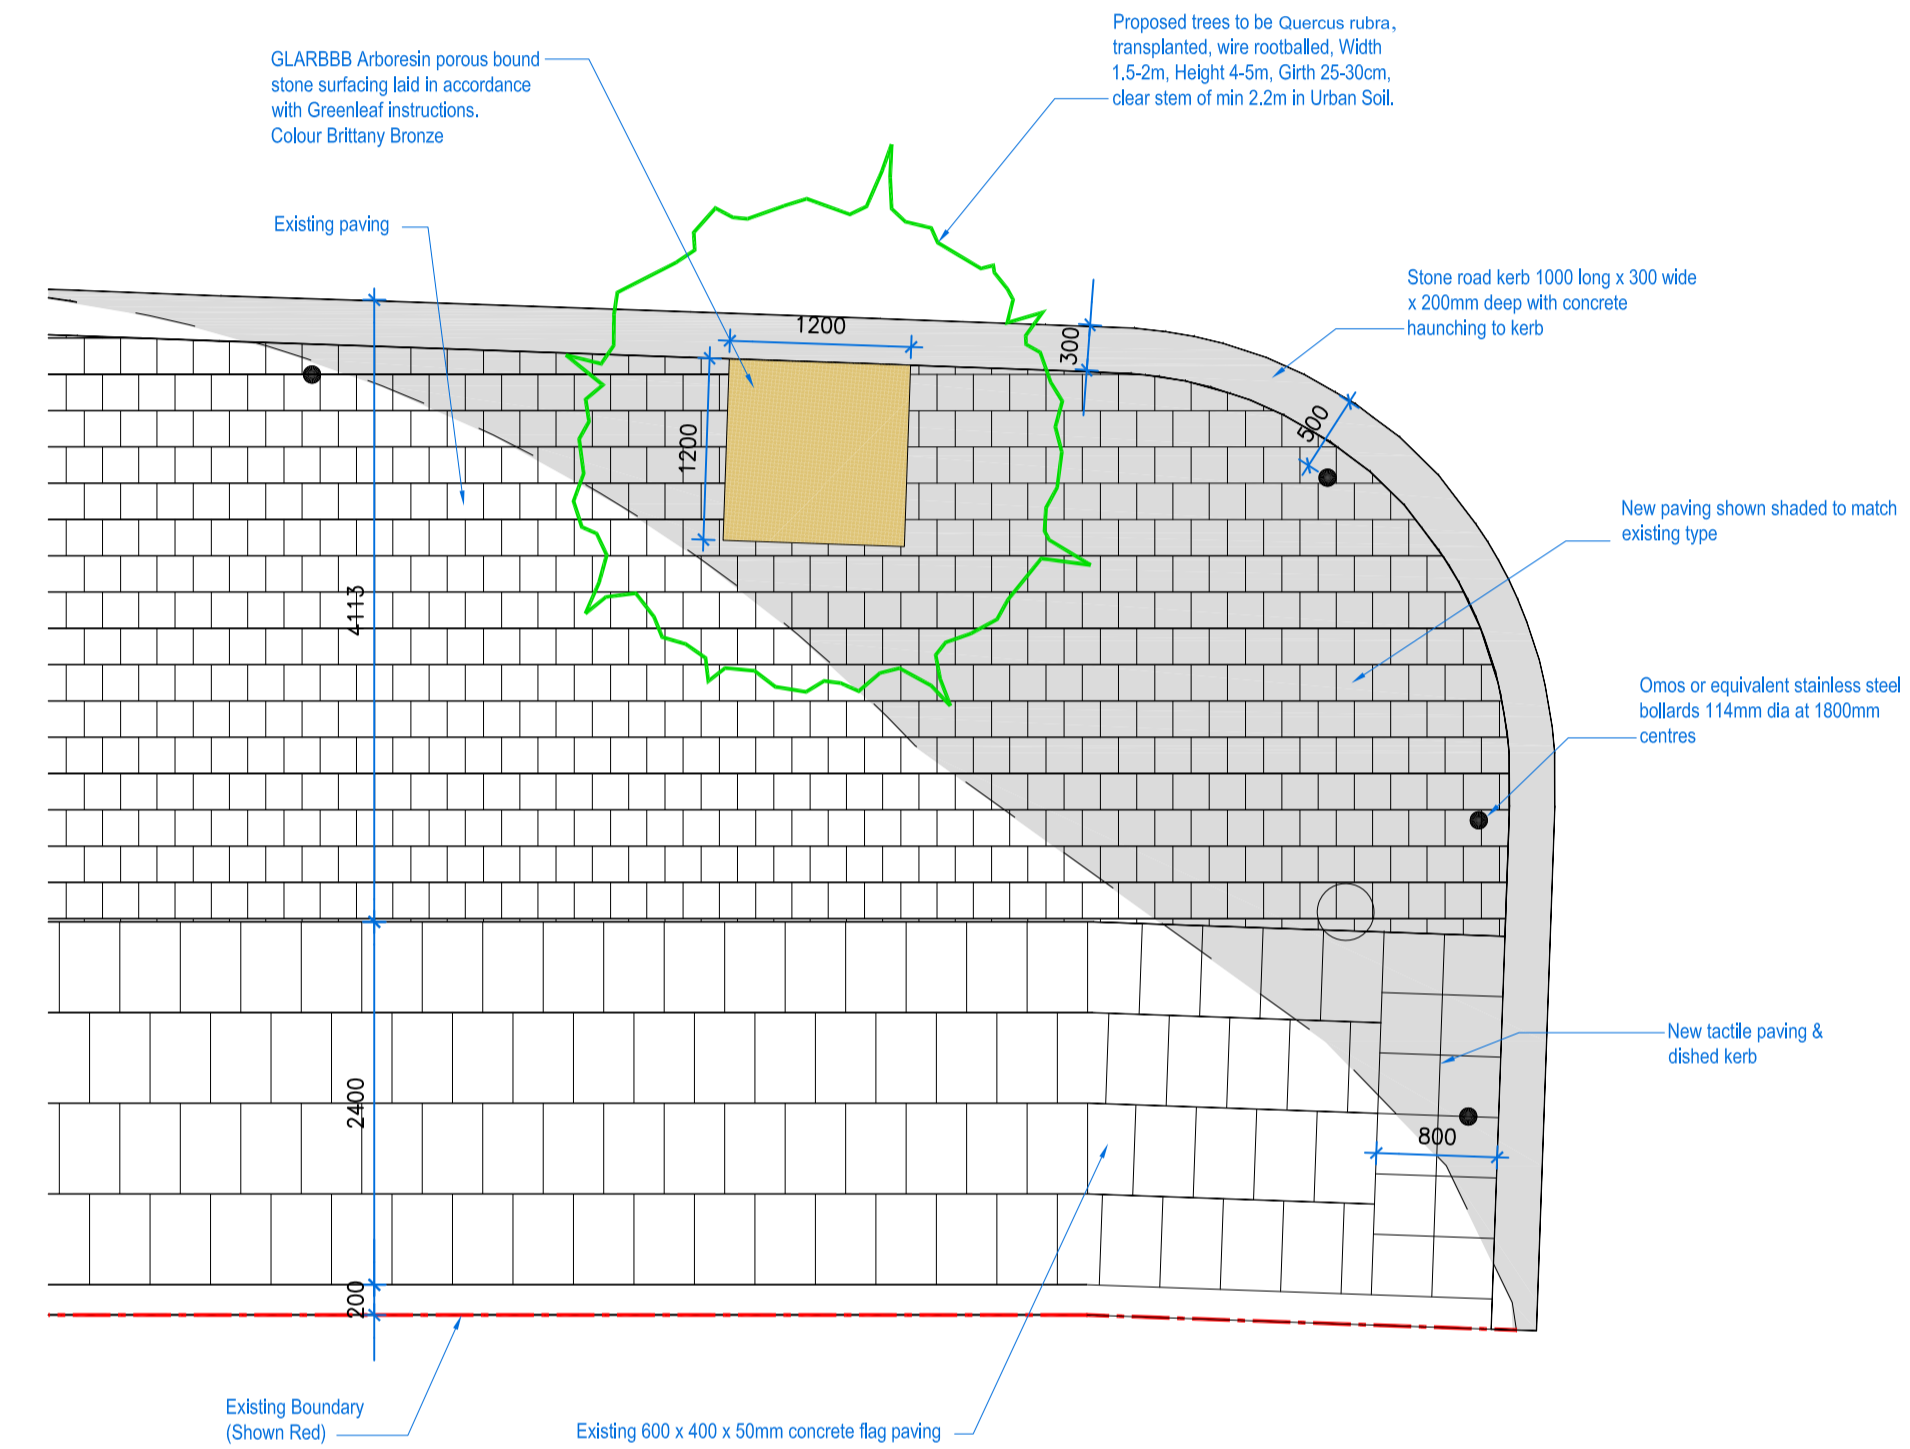 Proposed trees to be Quercus rubra,
transplanted, wire rootballed, Width
1.5-2m, Height 4-5m, Girth 25-30cm,
clear stem of min 2.2m in Urban Soil.
GLARBBB Arboresin porous bound
stone surfacing laid in accordance
with Greenleaf instructions.
Colour Brittany Bronze
Existing paving
Stone road kerb 1000 long x 300 wide
x 200mm deep with concrete
haunching to kerb
1200
300
500
1200
New paving shown shaded to match
existing type
4113
Omos or equivalent stainless steel
bollards 114mm dia at 1800mm
centres
New tactile paving &
dished kerb
2400
800
200
Existing Boundary
(Shown Red)
Existing 600 x 400 x 50mm concrete flag paving